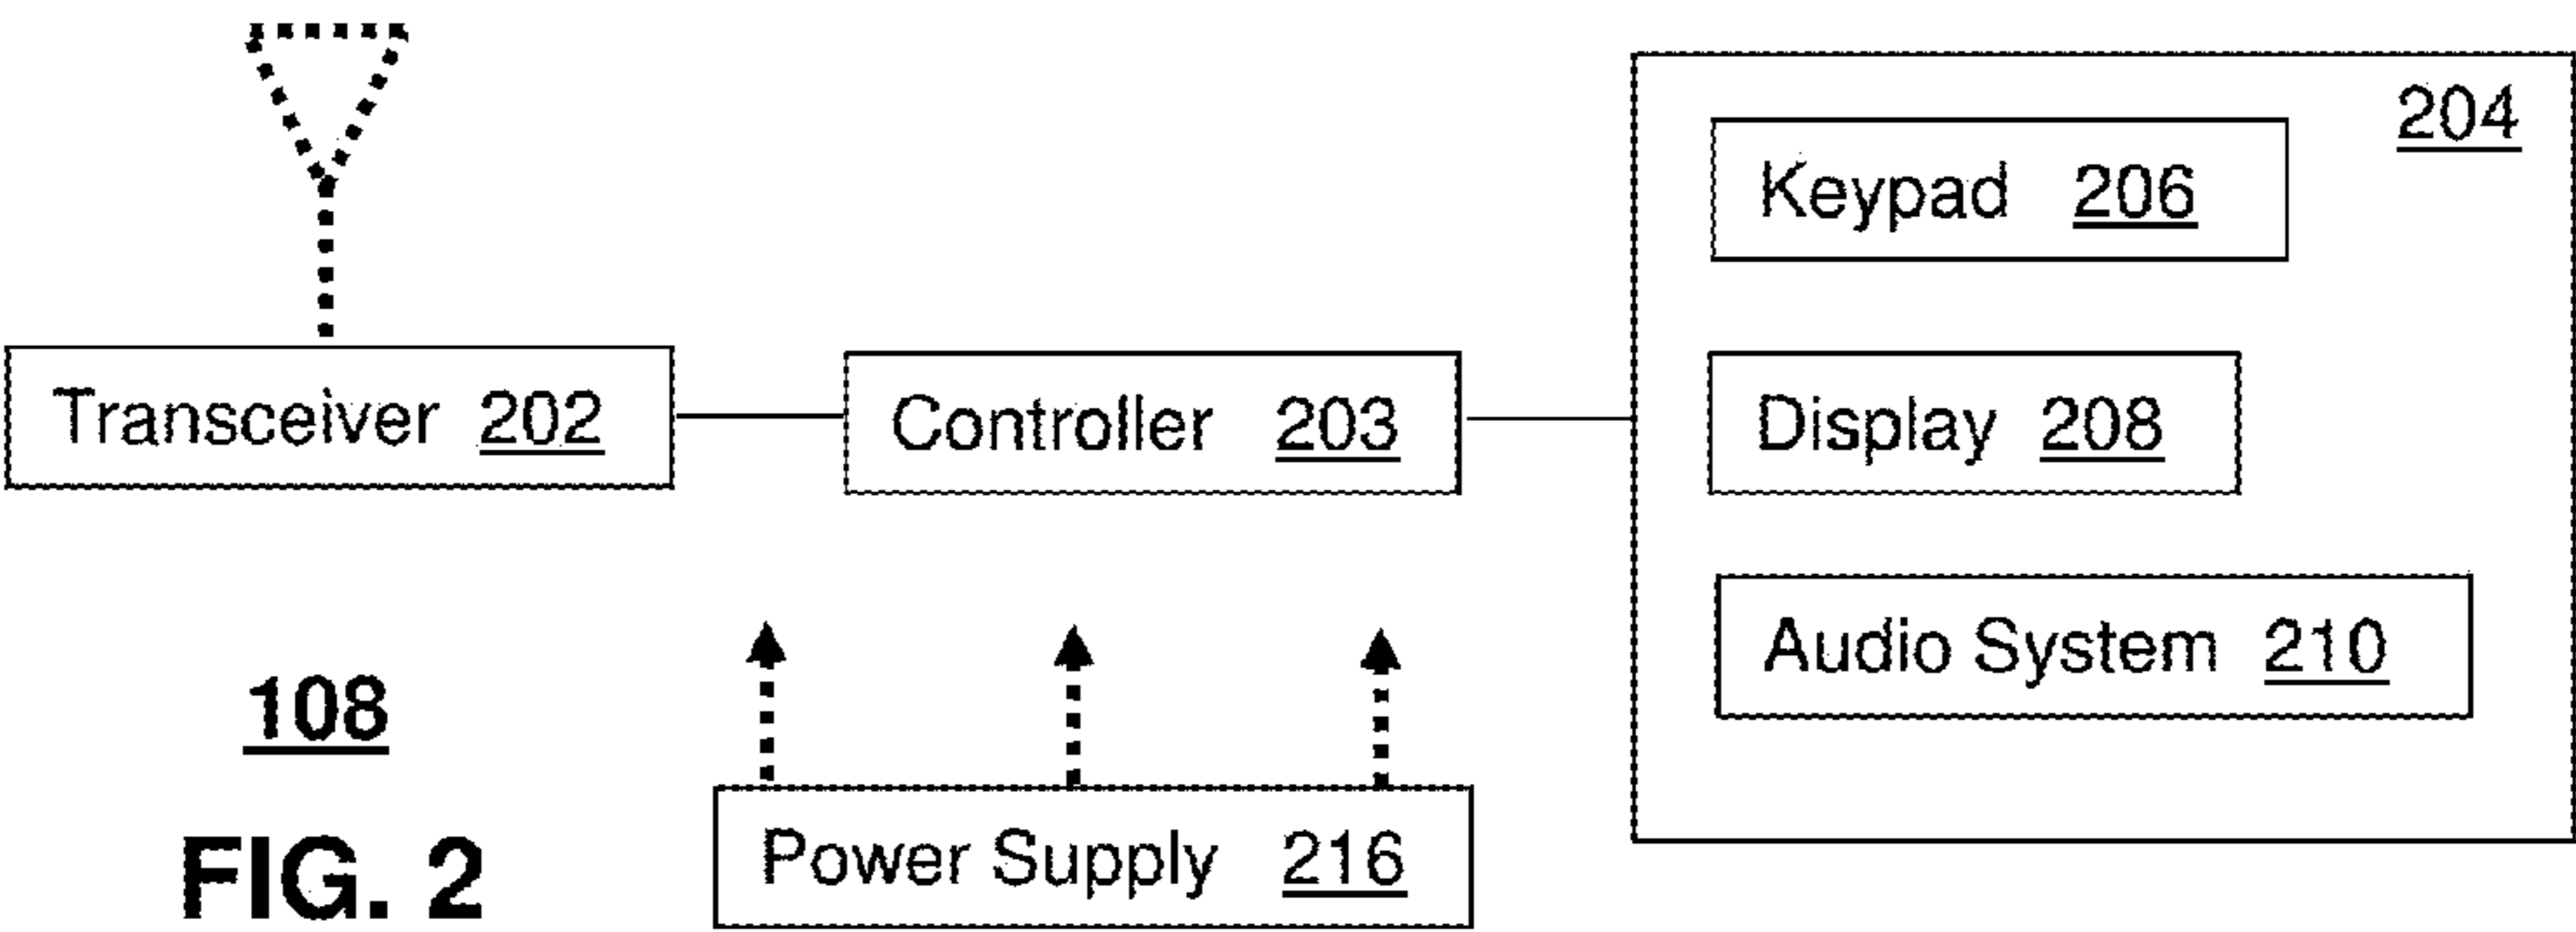 204
Keypad 206
Transceiver 202
Controller 203
Display 208
Audio System 210
108
Power Supply 216
FIG. 2